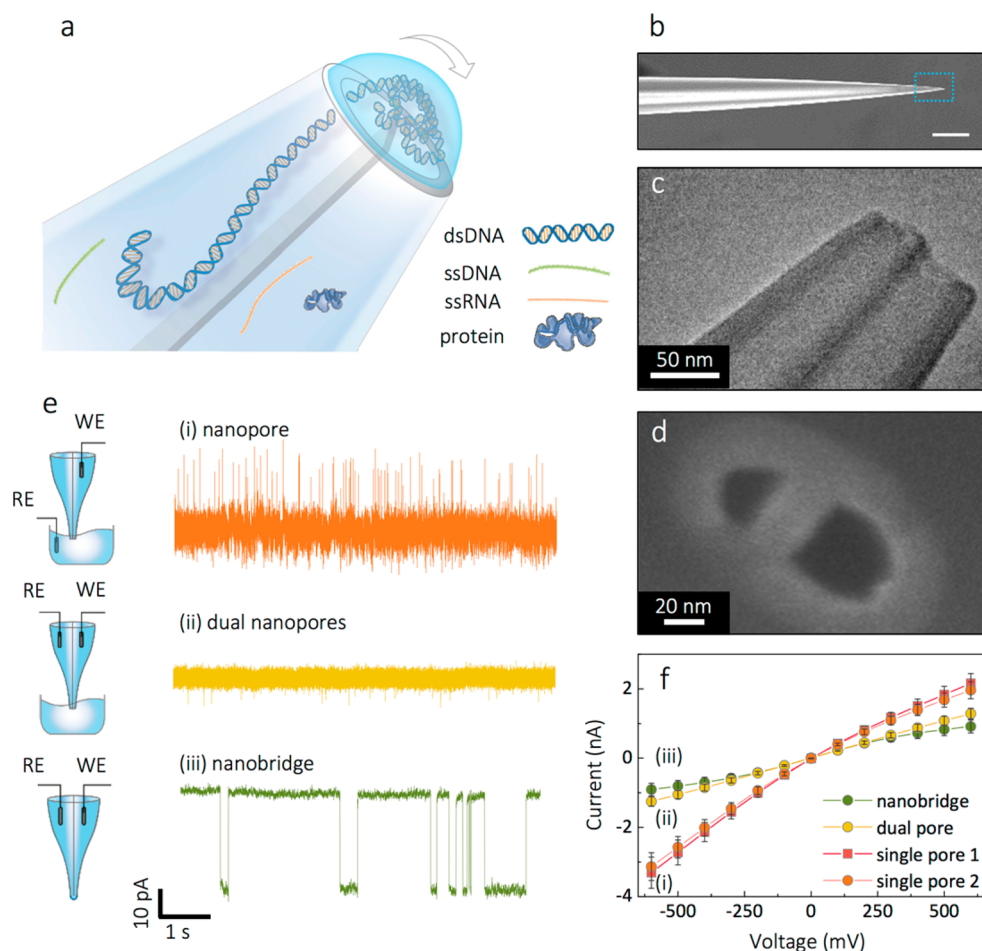 a
dsDNA
ssDNA
ssRNA
protein
b
c
50 nm
d
20 nm
e
WE
RE
(i) nanopore
RE WE
(ii) dual nanopores
RE WE
(iii) nanobridge
10 pA
1 s
f
2
0
-2
-4
Current (nA)
(iii)
(ii)
(i)
nanobridge
dual pore
single pore 1
single pore 2
-500 -250 0 250 500
Voltage (mV)